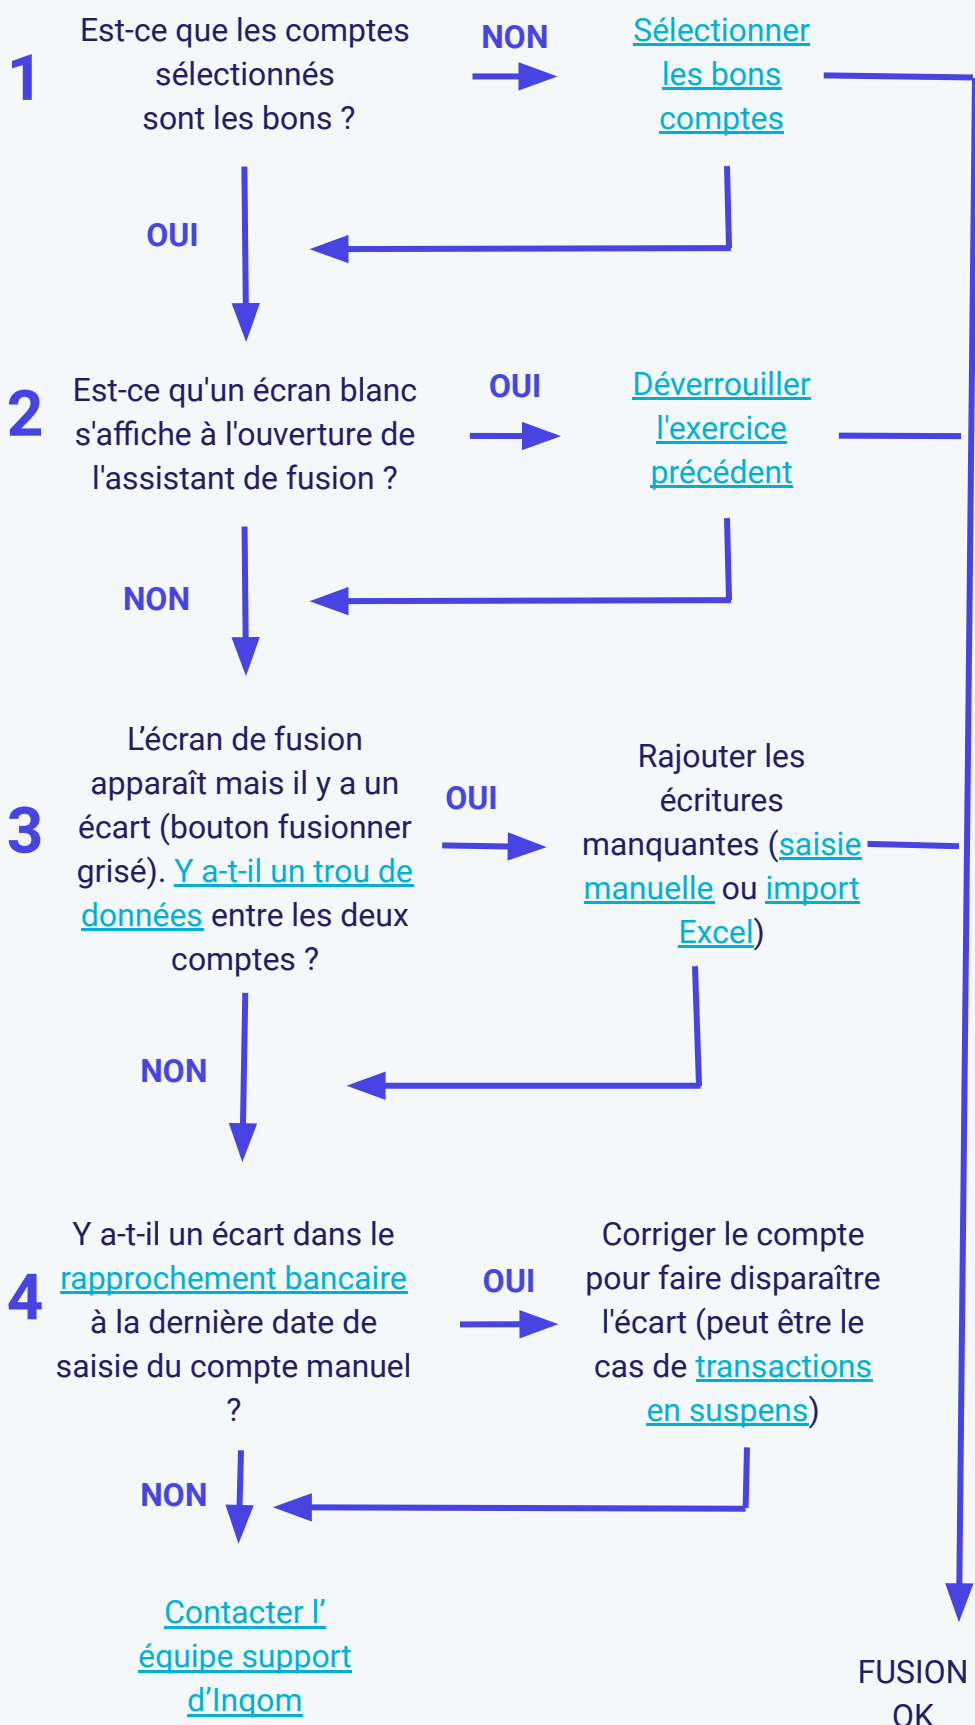 1
Est-ce que les comptes
sélectionnés
sont les bons ?
NON
Sélectionner
les bons
comptes
OUI
2
Est-ce qu'un écran blanc
s'affiche à l'ouverture de
l'assistant de fusion ?
OUI
Déverrouiller
l'exercice
précédent
NON
3
L’écran de fusion
apparaît mais il y a un
écart (bouton fusionner
grisé). Y a-t-il un trou de
données entre les deux
comptes ?
OUI
Rajouter les
écritures
manquantes (saisie
manuelle ou import
Excel)
NON
4
Y a-t-il un écart dans le
rapprochement bancaire
à la dernière date de
saisie du compte manuel
?
OUI
Corriger le compte
pour faire disparaître
l'écart (peut être le
cas de transactions
en suspens)
NON
Contacter l’
équipe support
d’Inqom
FUSION
OK